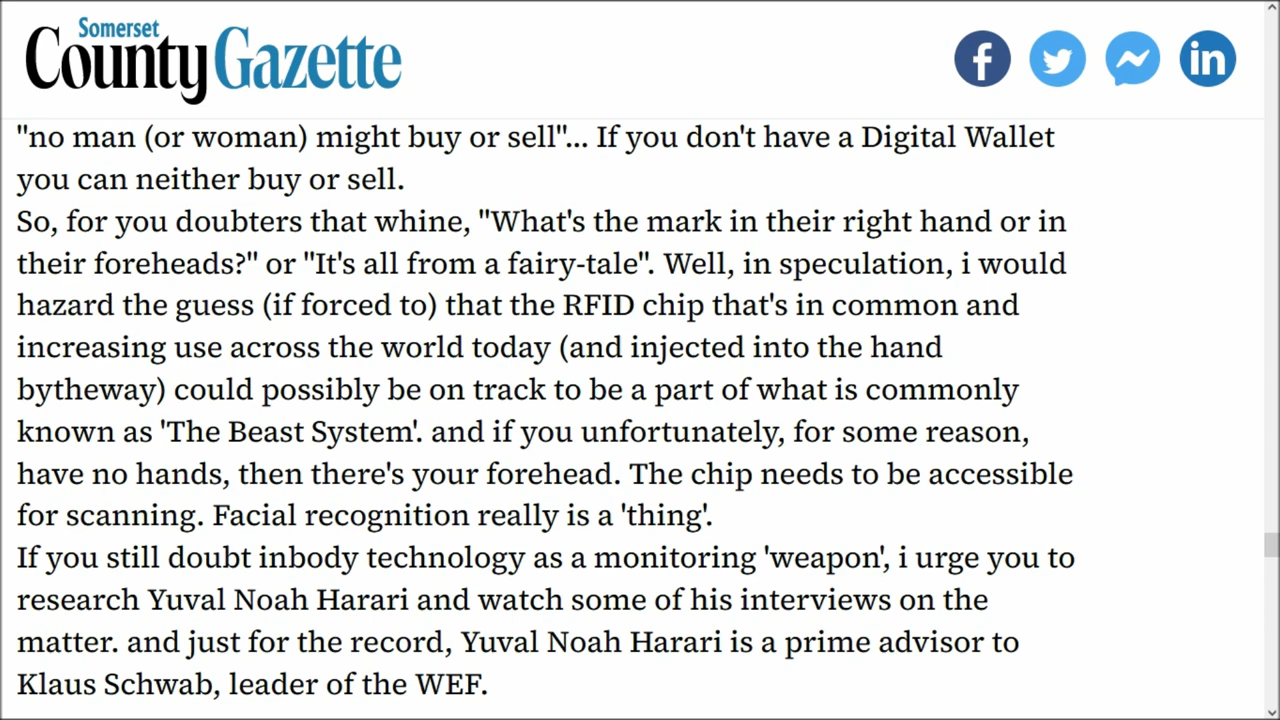 Somerset
County Gazette
"no man (or woman) might buy or sell"... If you don't have a Digital Wallet
you can neither buy or sell.
So, for you doubters that whine, "What's the mark in their right hand or in
their foreheads?" or "It's all from a fairy-tale". Well, in speculation, i would
hazard the guess (if forced to) that the RFID chip that's in common and
increasing use across the world today (and injected into the hand
bytheway) could possibly be on track to be a part of what is commonly
known as 'The Beast System'. and if you unfortunately, for some reason,
have no hands, then there's your forehead. The chip needs to be accessible
for scanning. Facial recognition really is a 'thing'.
If you still doubt inbody technology as a monitoring 'weapon', i urge you to
research Yuval Noah Harari and watch some of his interviews on the
matter. and just for the record, Yuval Noah Harari is a prime advisor to
Klaus Schwab, leader of the WEF.